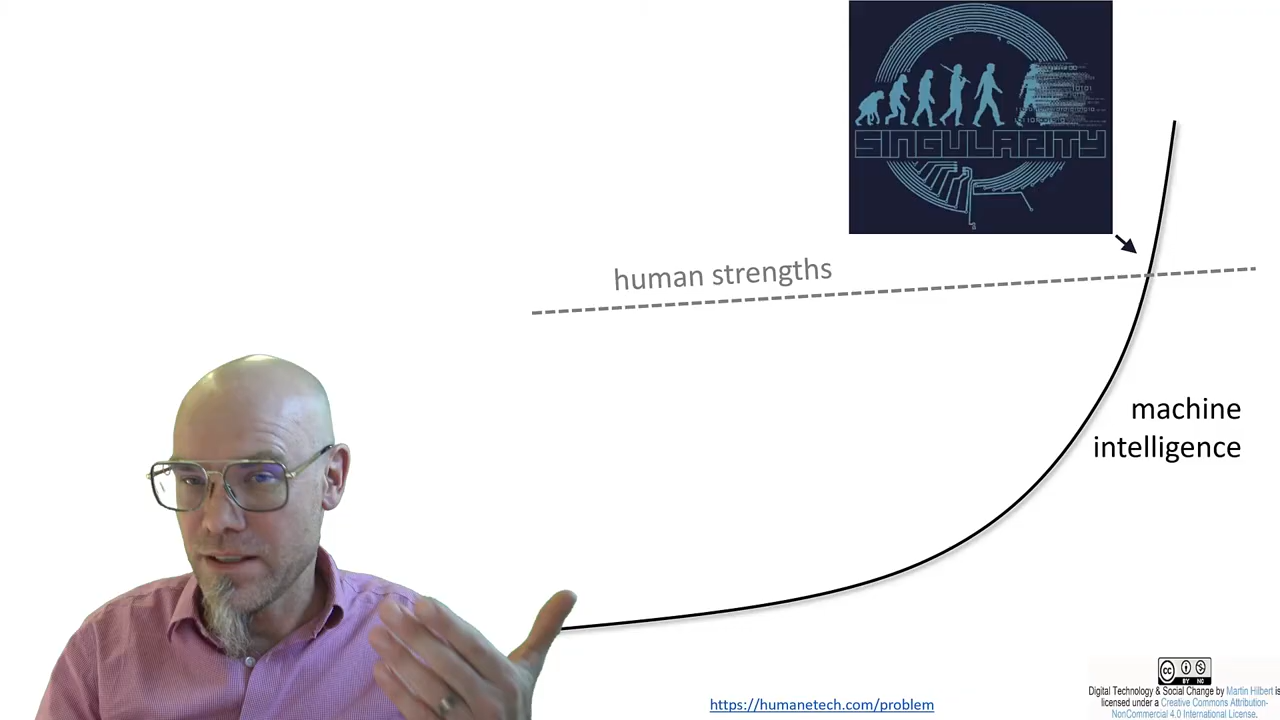 SINGULARITY
human strengths
machine
intelligence
https://humanetech.com/problem
Digital Technology & Social Change by Martin Hilbert is
licensed under a Creative Commons Attribution-
NonCommercial 4.0 International License.